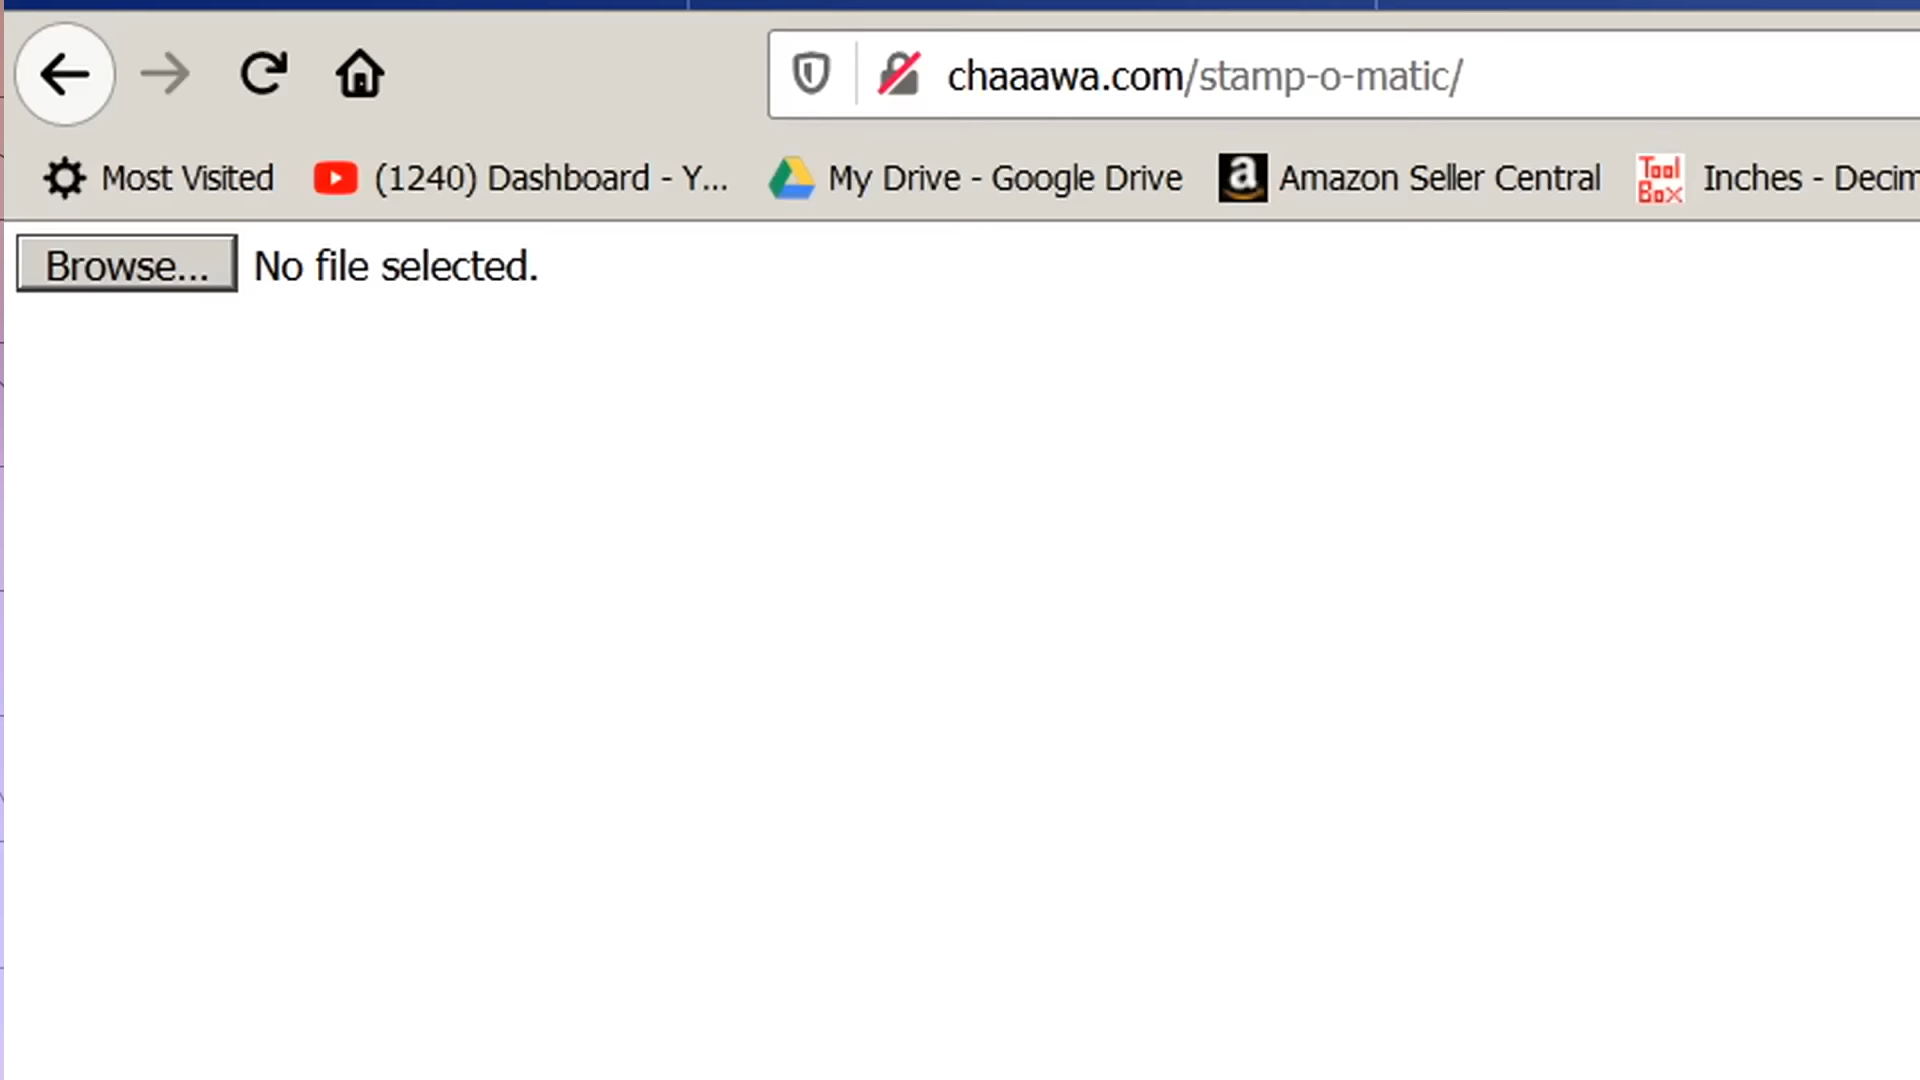 chaaawa.com/stamp-o-matic/
Most Visited (1240) Dashboard - Y... My Drive - Google Drive a Amazon Seller Central Tool Box Inches - Decim
Browse... No file selected.